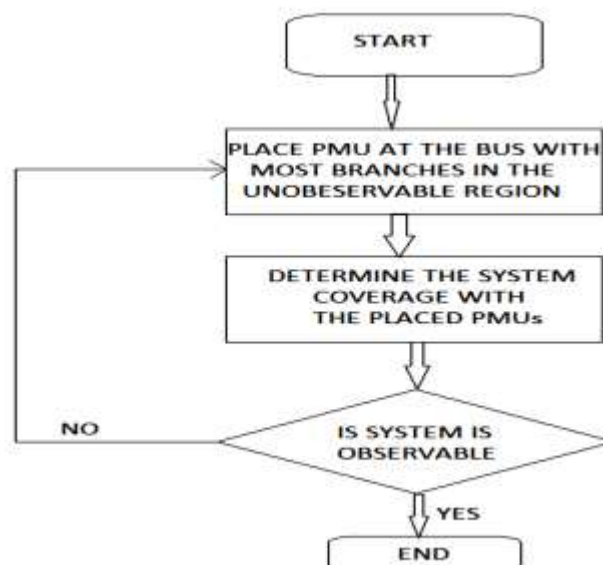 START
PLACE PMU AT THE BUS WITH
MOST BRANCHES IN THE
UNOBESERVABLE REGION
DETERMINE THE SYSTEM
COVERAGE WITH
THE PLACED PMUs
NO
IS SYSTEM IS
OBSERVABLE
YES
END